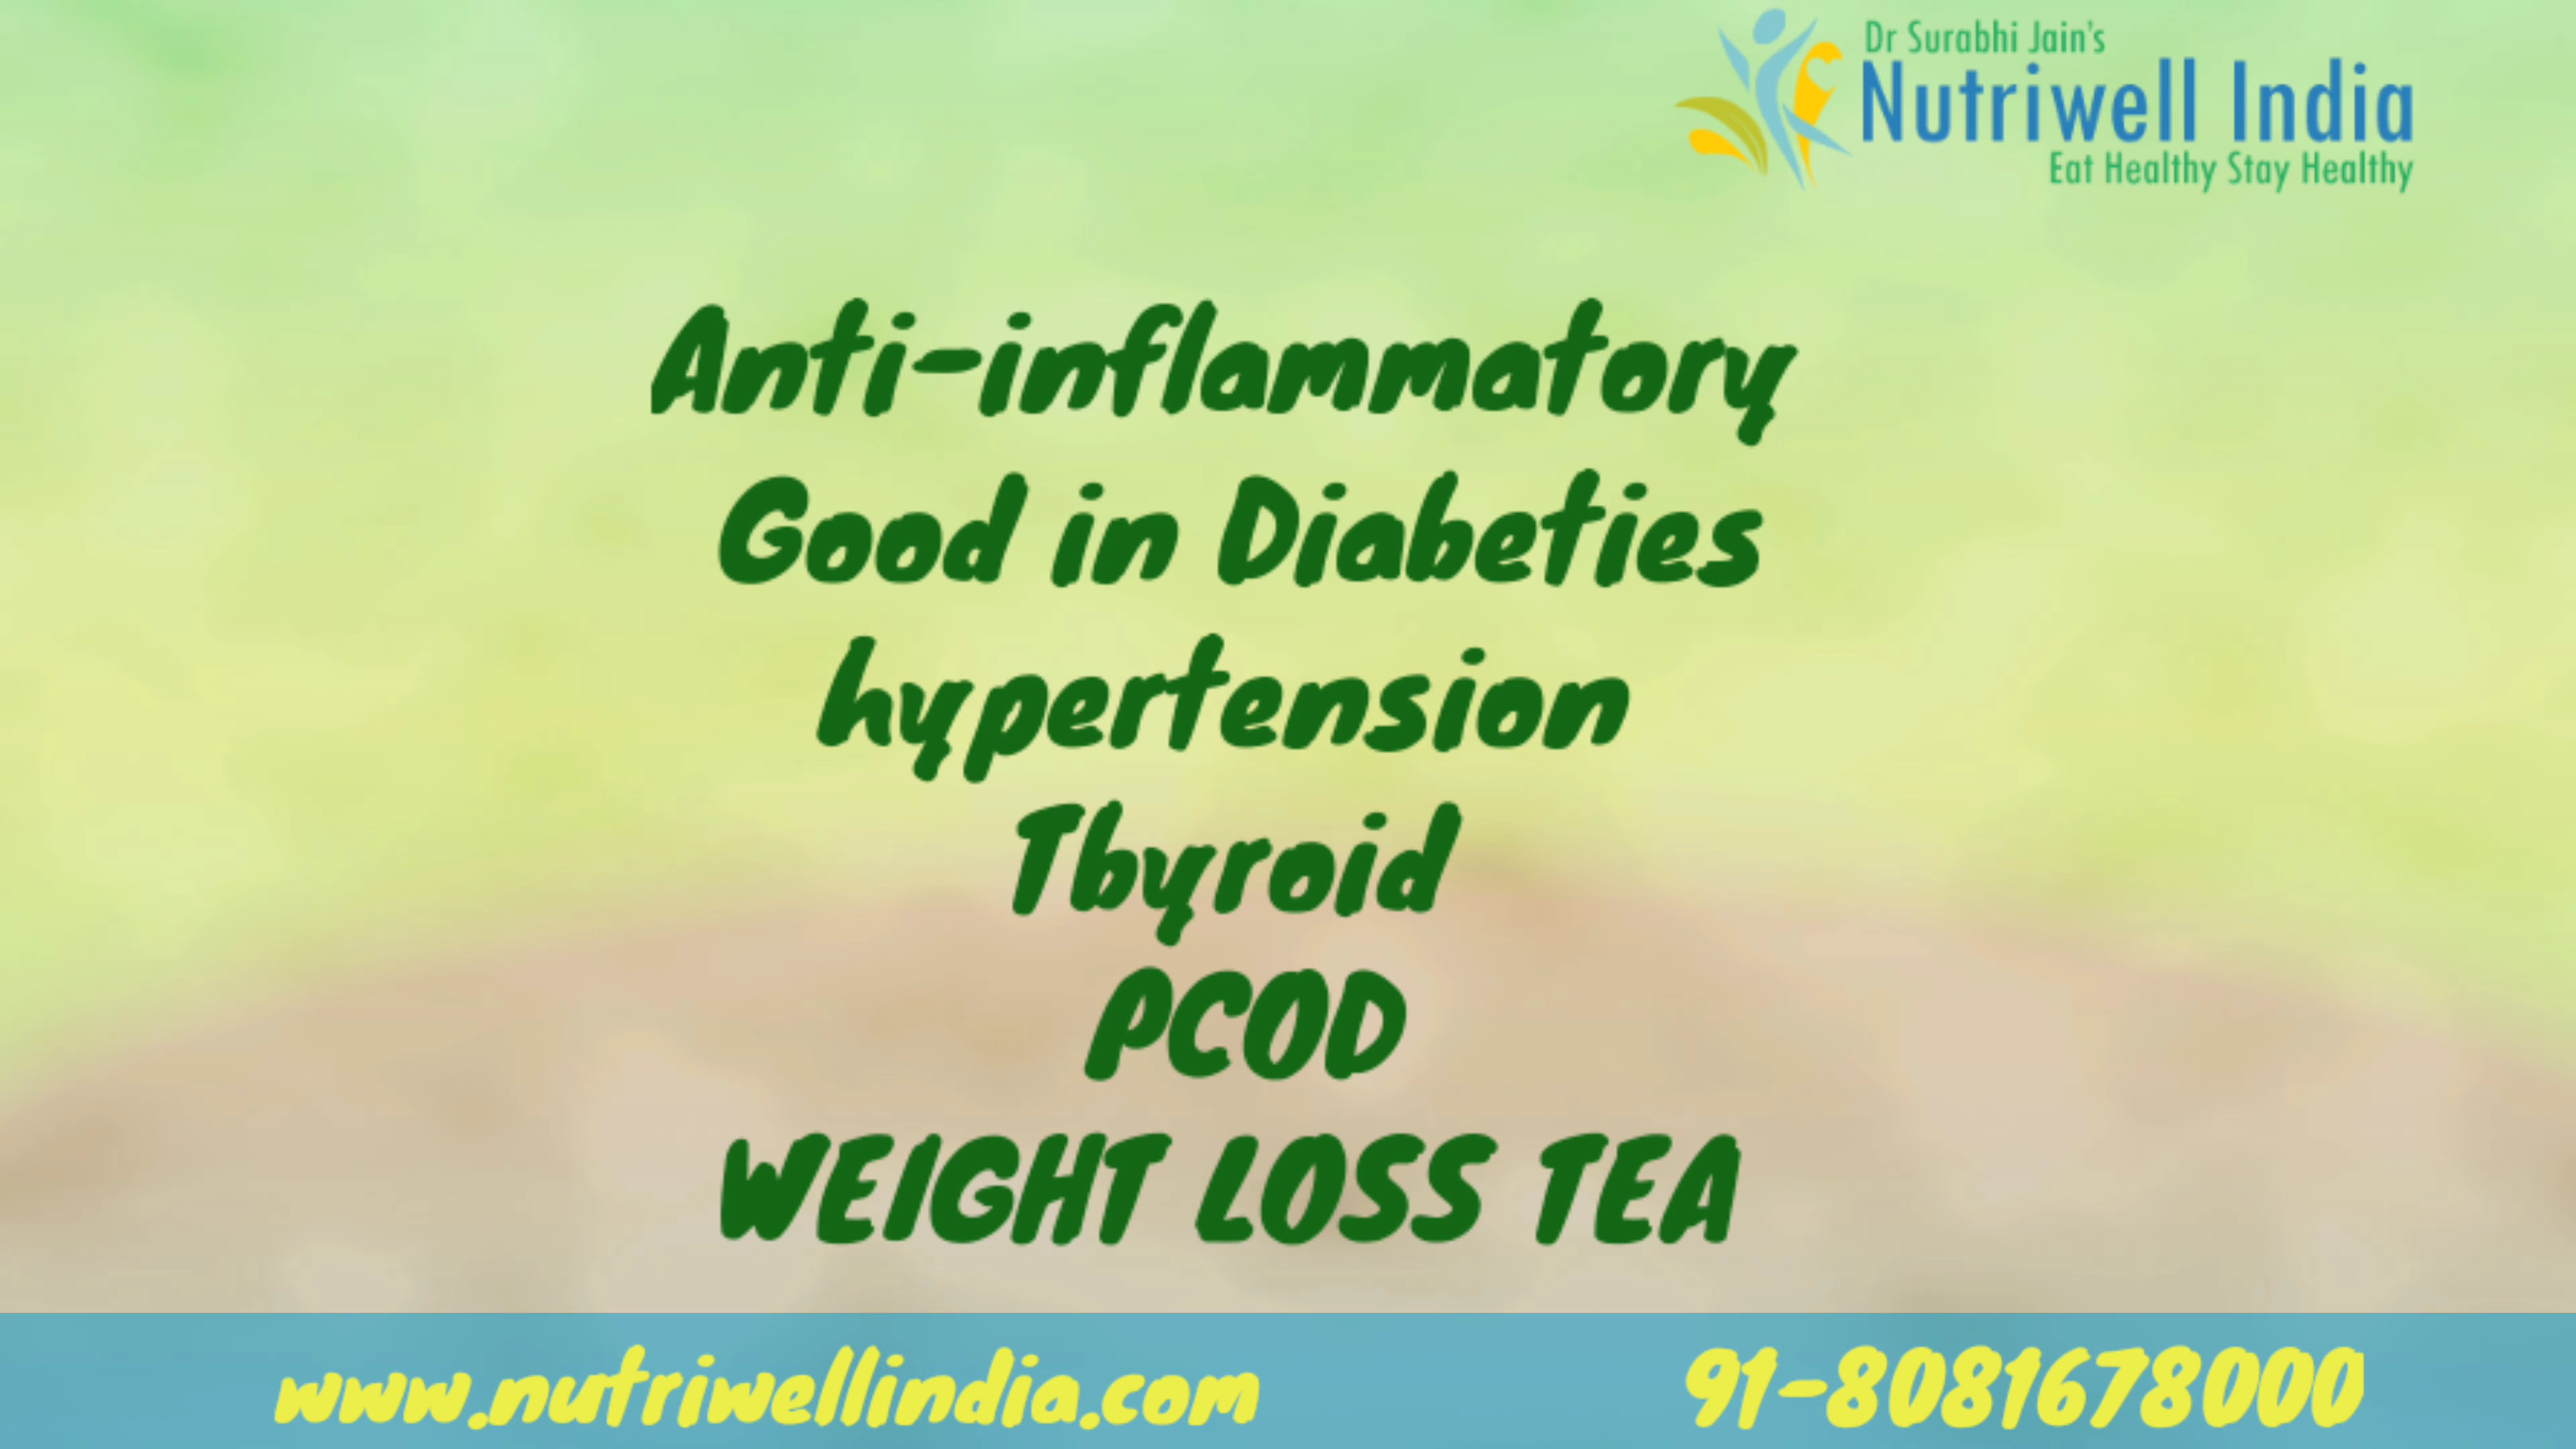 Dr Surabhi Jain's
Nutriwell India
Eat Healthy Stay Healthy
Anti-inflammatory
Good in Diabeties
hypertension
Tbyroid
PCOD
WEIGHT LOSS TEA
www.nutriwellindia.com
91-8081678000